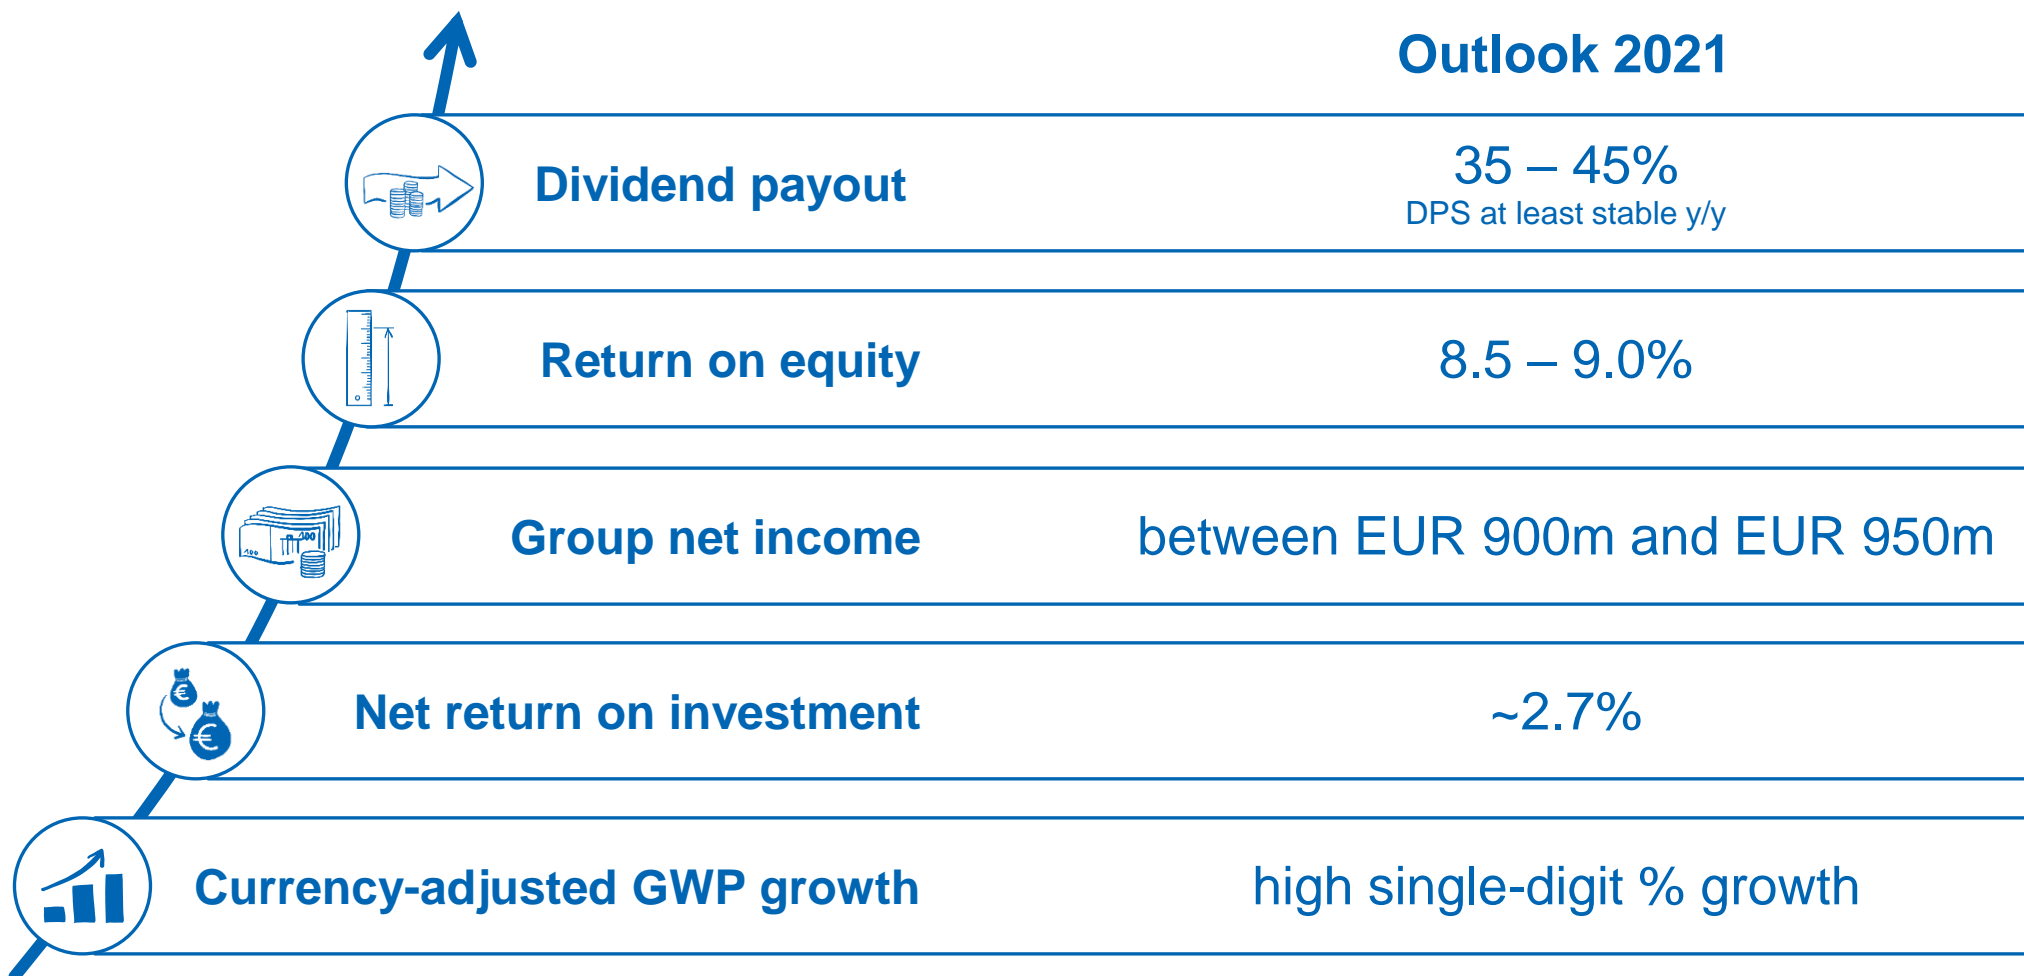 Outlook 2021
Dividend payout
35 – 45%
DPS at least stable y/y
Return on equity
8.5 – 9.0%
Group net income
between EUR 900m and EUR 950m
100
100
Net return on investment
~2.7%
€
€
Currency-adjusted GWP growth
high single-digit % growth